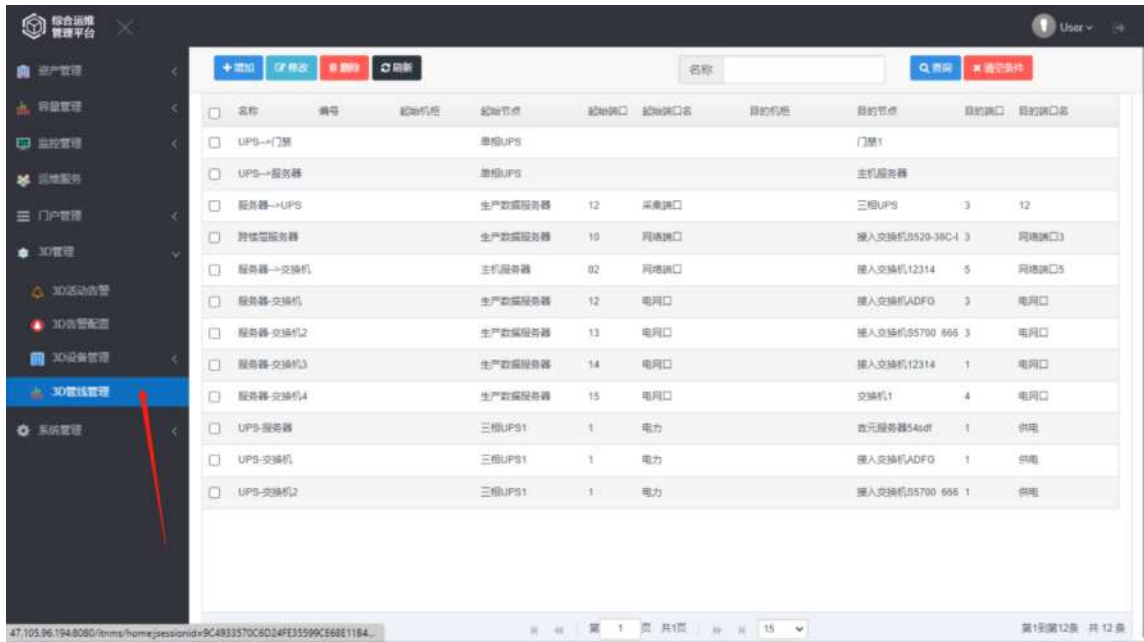 综合运维
管理平台
User
资产管理
容量管理
监控管理
运维服务
门户管理
3D管理
3D活动告警
3D告警配置
3D设备管理
3D管线管理
系统管理
增加 修改 删除 刷新 名称 查询 清空条件
名称 编号 起始机柜 起始节点 起始端口 起始端口名 目的机柜 目的节点 目的端口 目的端口名
UPS-->门禁 单相UPS 门禁1
UPS-->服务器 单相UPS 主机服务器
服务器-->UPS 生产数据服务器 12 采集端口 三相UPS 3 12
跨楼层服务器 生产数据服务器 10 网络端口 接入交换机S520-36C-I 3 网络端口3
服务器-->交换机 主机服务器 02 网络端口 接入交换机12314 5 网络端口5
服务器-交换机 生产数据服务器 12 电网口 接入交换机ADFG 3 电网口
服务器-交换机2 生产数据服务器 13 电网口 接入交换机S5700 666 3 电网口
服务器-交换机3 生产数据服务器 14 电网口 接入交换机12314 1 电网口
服务器-交换机4 生产数据服务器 15 电网口 交换机1 4 电网口
UPS-服务器 三相UPS1 1 电力 吉元服务器54sdf 1 供电
UPS-交换机 三相UPS1 1 电力 接入交换机ADFG 1 供电
UPS-交换机2 三相UPS1 1 电力 接入交换机S5700 666 1 供电
第 1 页 共1页 15 第1到第12条 共 12 条
47.105.96.194:8080/itnms/home;jsessionid=9C4933570C6D24FE35599CE68E11B4...